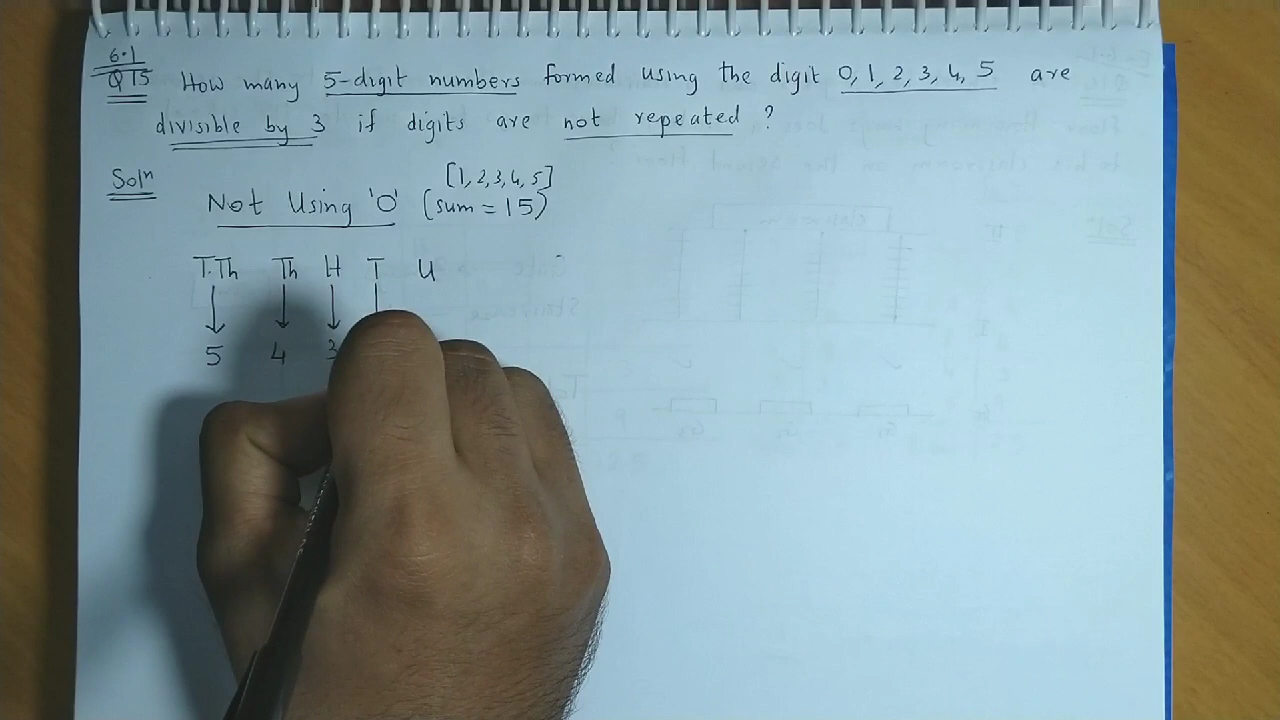 6.1
Q 15 How many 5-digit numbers formed using the digit 0, 1, 2, 3, 4, 5 are
divisible by 3 if digits are not repeated ?
Solⁿ
[1, 2, 3, 4, 5]
Not Using '0' (sum = 15)
T.Th Th H T U
5 4 3